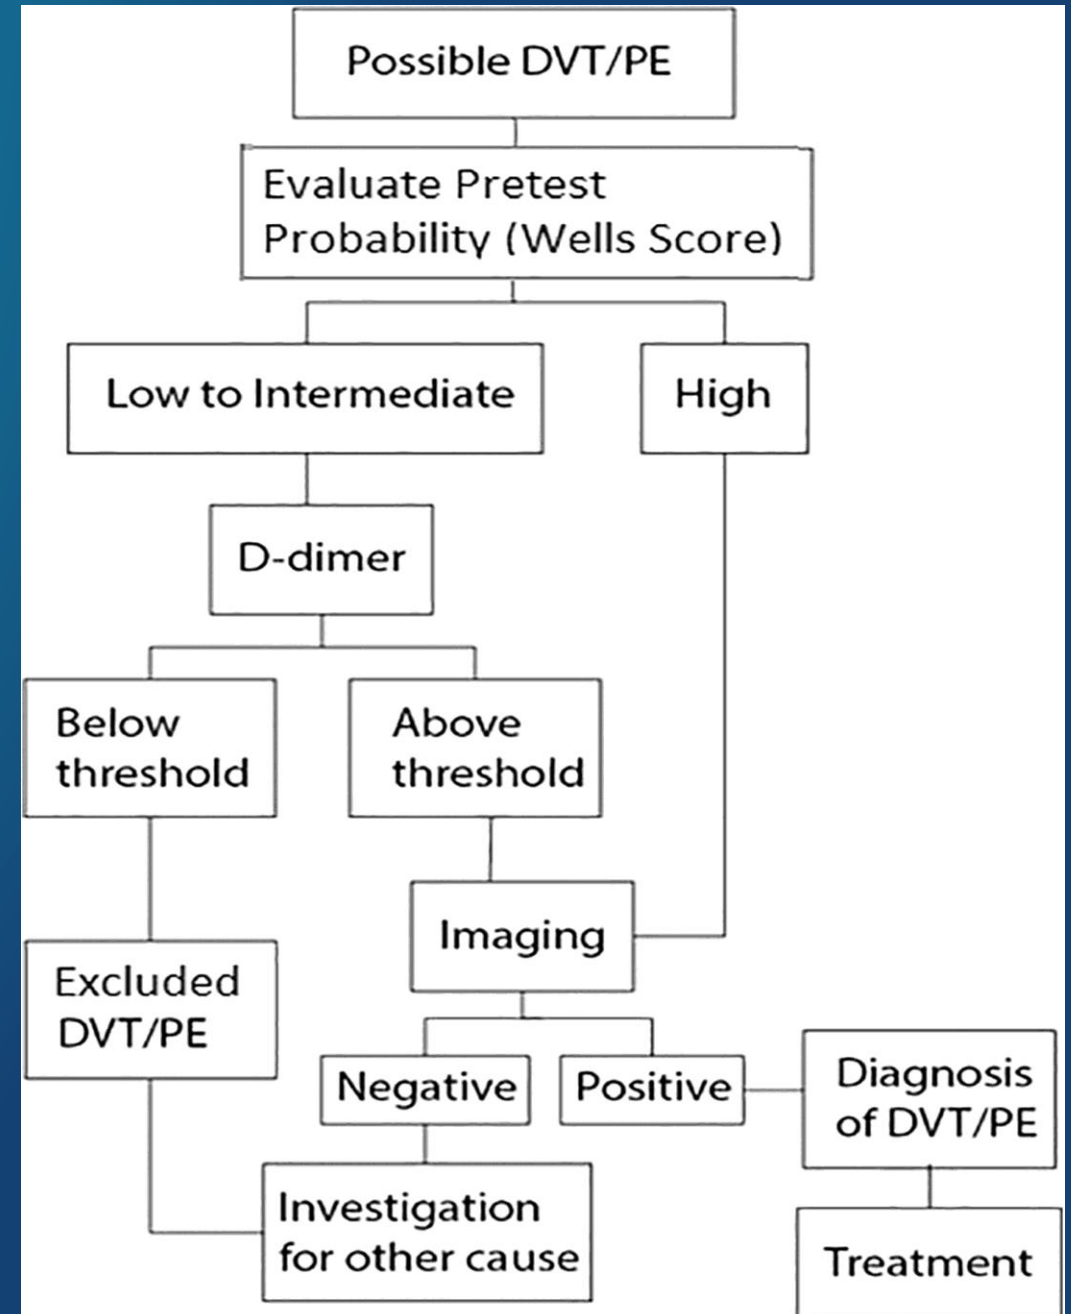 Possible DVT/PE
Evaluate Pretest
Probability (Wells Score)
Low to Intermediate
High
D-dimer
Below
threshold
Above
threshold
Imaging
Excluded
DVT/PE
Negative
Positive
Diagnosis
of DVT/PE
Investigation
for other cause
Treatment